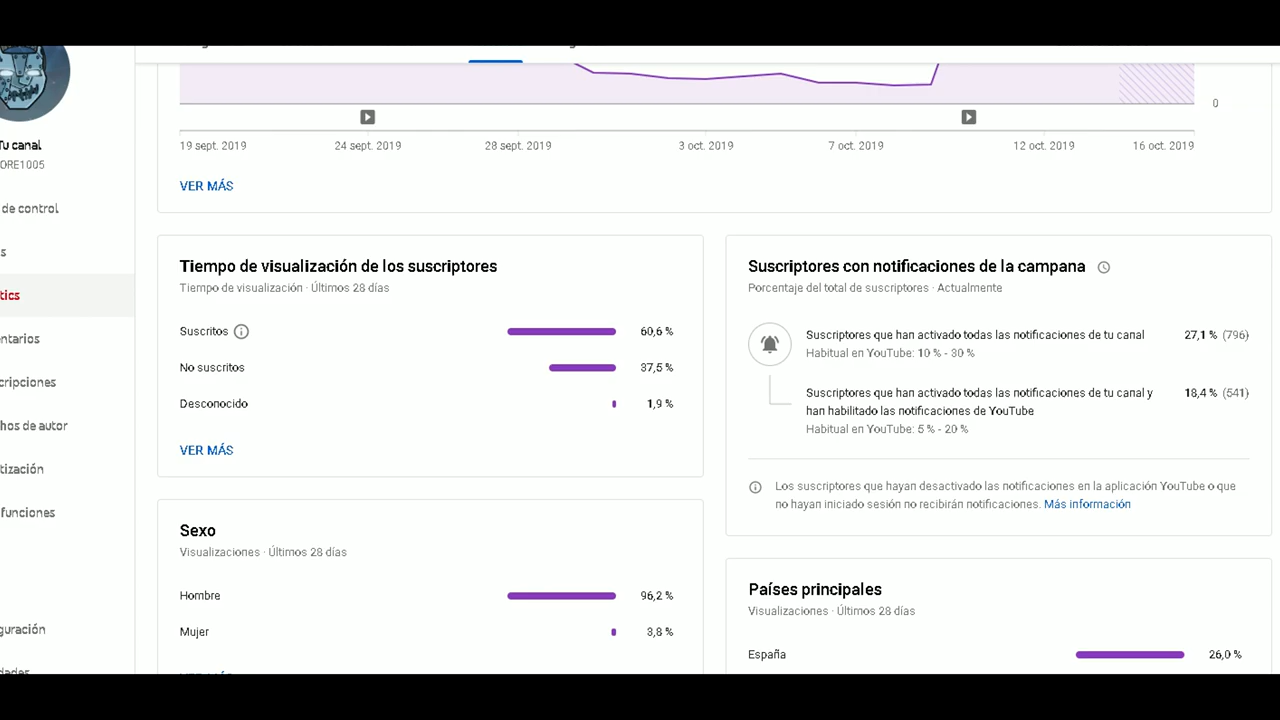 0
19 sept. 2019 24 sept. 2019 28 sept. 2019 3 oct. 2019 7 oct. 2019 12 oct. 2019 16 oct. 2019
VER MÁS
Tu canal
ORE1005
de control
s
tics
ntarios
cripciones
hos de autor
tización
funciones
guración
Tiempo de visualización de los suscriptores
Tiempo de visualización · Últimos 28 días
Suscritos 60,6 %
No suscritos 37,5 %
Desconocido 1,9 %
VER MÁS
Suscriptores con notificaciones de la campana
Porcentaje del total de suscriptores · Actualmente
Suscriptores que han activado todas las notificaciones de tu canal 27,1 % (796)
Habitual en YouTube: 10 % - 30 %
Suscriptores que han activado todas las notificaciones de tu canal y 18,4 % (541)
han habilitado las notificaciones de YouTube
Habitual en YouTube: 5 % - 20 %
Los suscriptores que hayan desactivado las notificaciones en la aplicación YouTube o que
no hayan iniciado sesión no recibirán notificaciones. Más información
Sexo
Visualizaciones · Últimos 28 días
Hombre 96,2 %
Mujer 3,8 %
Países principales
Visualizaciones · Últimos 28 días
España 26,0 %